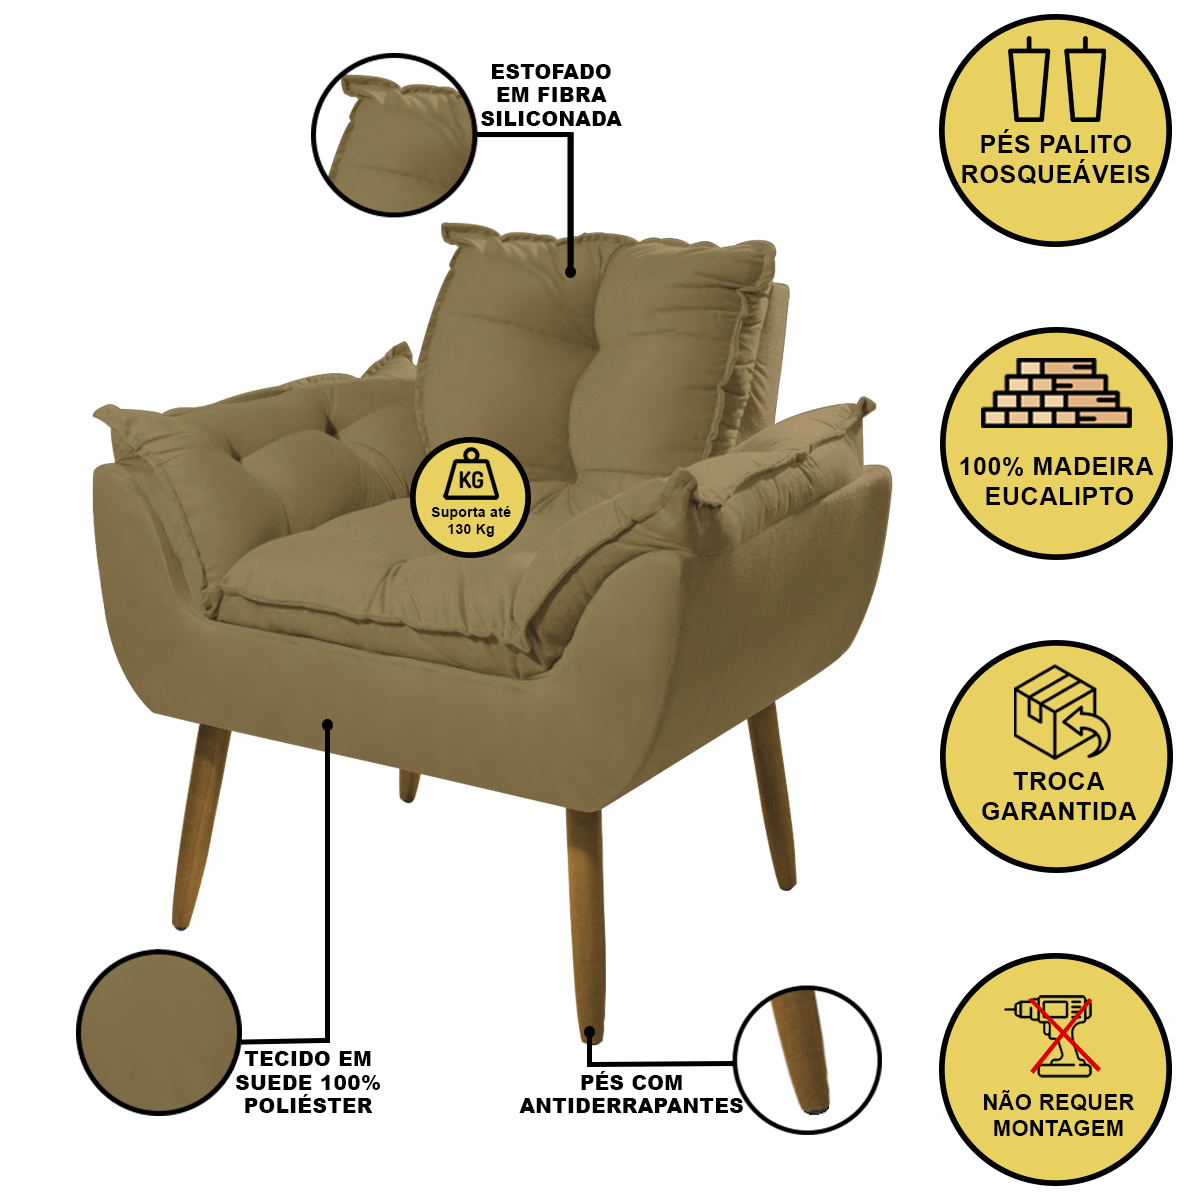 ESTOFADO
EM FIBRA
SILICONADA
PÉS PALITO
ROSQUEÁVEIS
100% MADEIRA
EUCALIPTO
KG
Suporta até
130 Kg
TROCA
GARANTIDA
TECIDO EM
SUEDE 100%
POLIÉSTER
PÉS COM
ANTIDERRAPANTES
NÃO REQUER
MONTAGEM